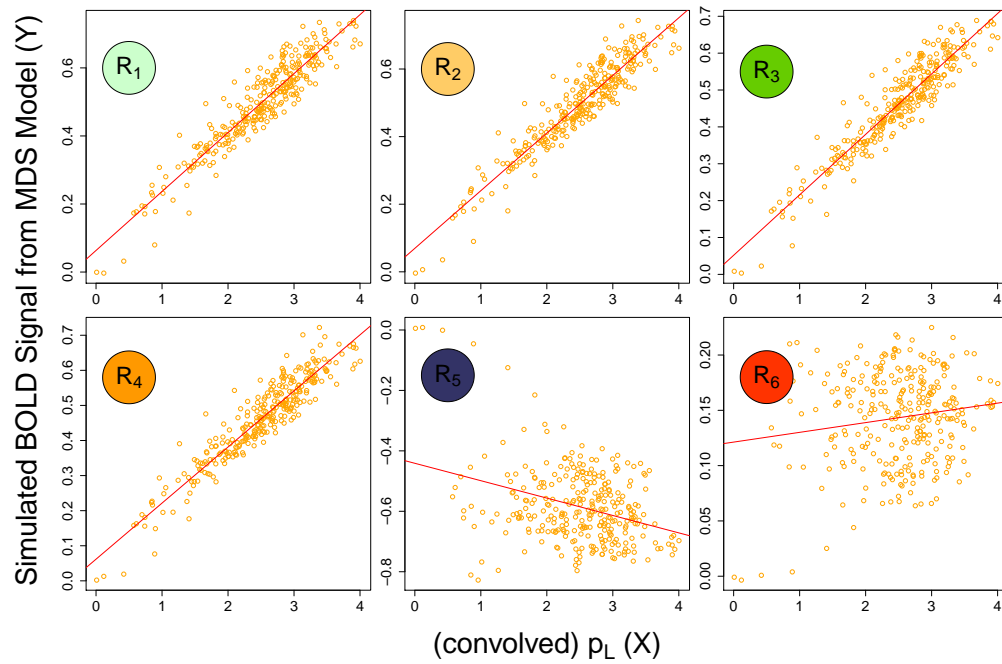 Simulated BOLD Signal from MDS Model (Y)
R1
0.0 0.2 0.4 0.6
0 1 2 3 4
R2
0.0 0.2 0.4 0.6
0 1 2 3 4
R3
0.0 0.1 0.2 0.3 0.4 0.5 0.6 0.7
0 1 2 3 4
R4
0.0 0.1 0.2 0.3 0.4 0.5 0.6 0.7
0 1 2 3 4
R5
−0.8 −0.6 −0.4 −0.2 0.0
0 1 2 3 4
R6
0.00 0.05 0.10 0.15 0.20
0 1 2 3 4
(convolved) pL (X)